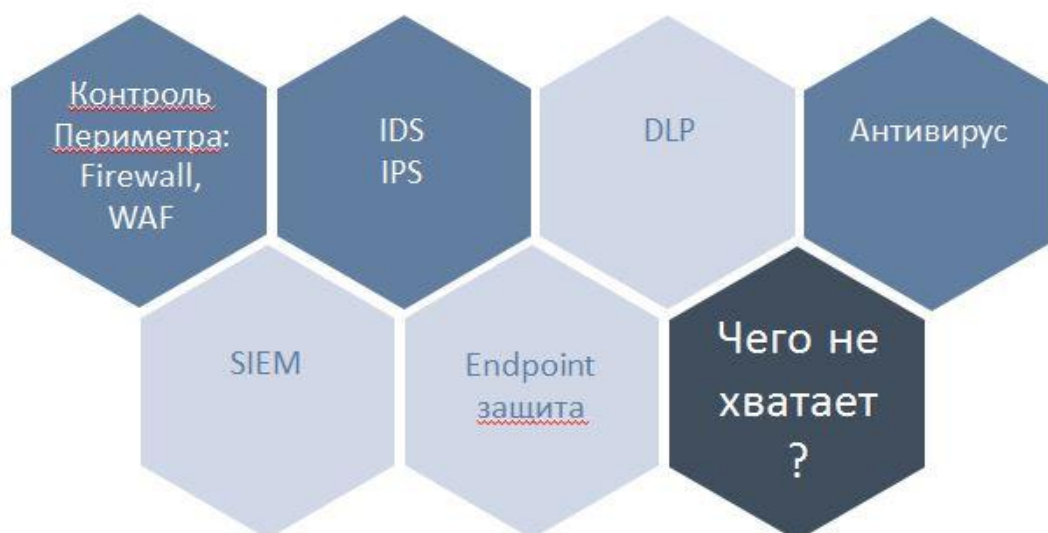 Контроль
Периметра:
Firewall,
WAF
IDS
IPS
DLP
Антивирус
SIEM
Endpoint
защита
Чего не
хватает
?